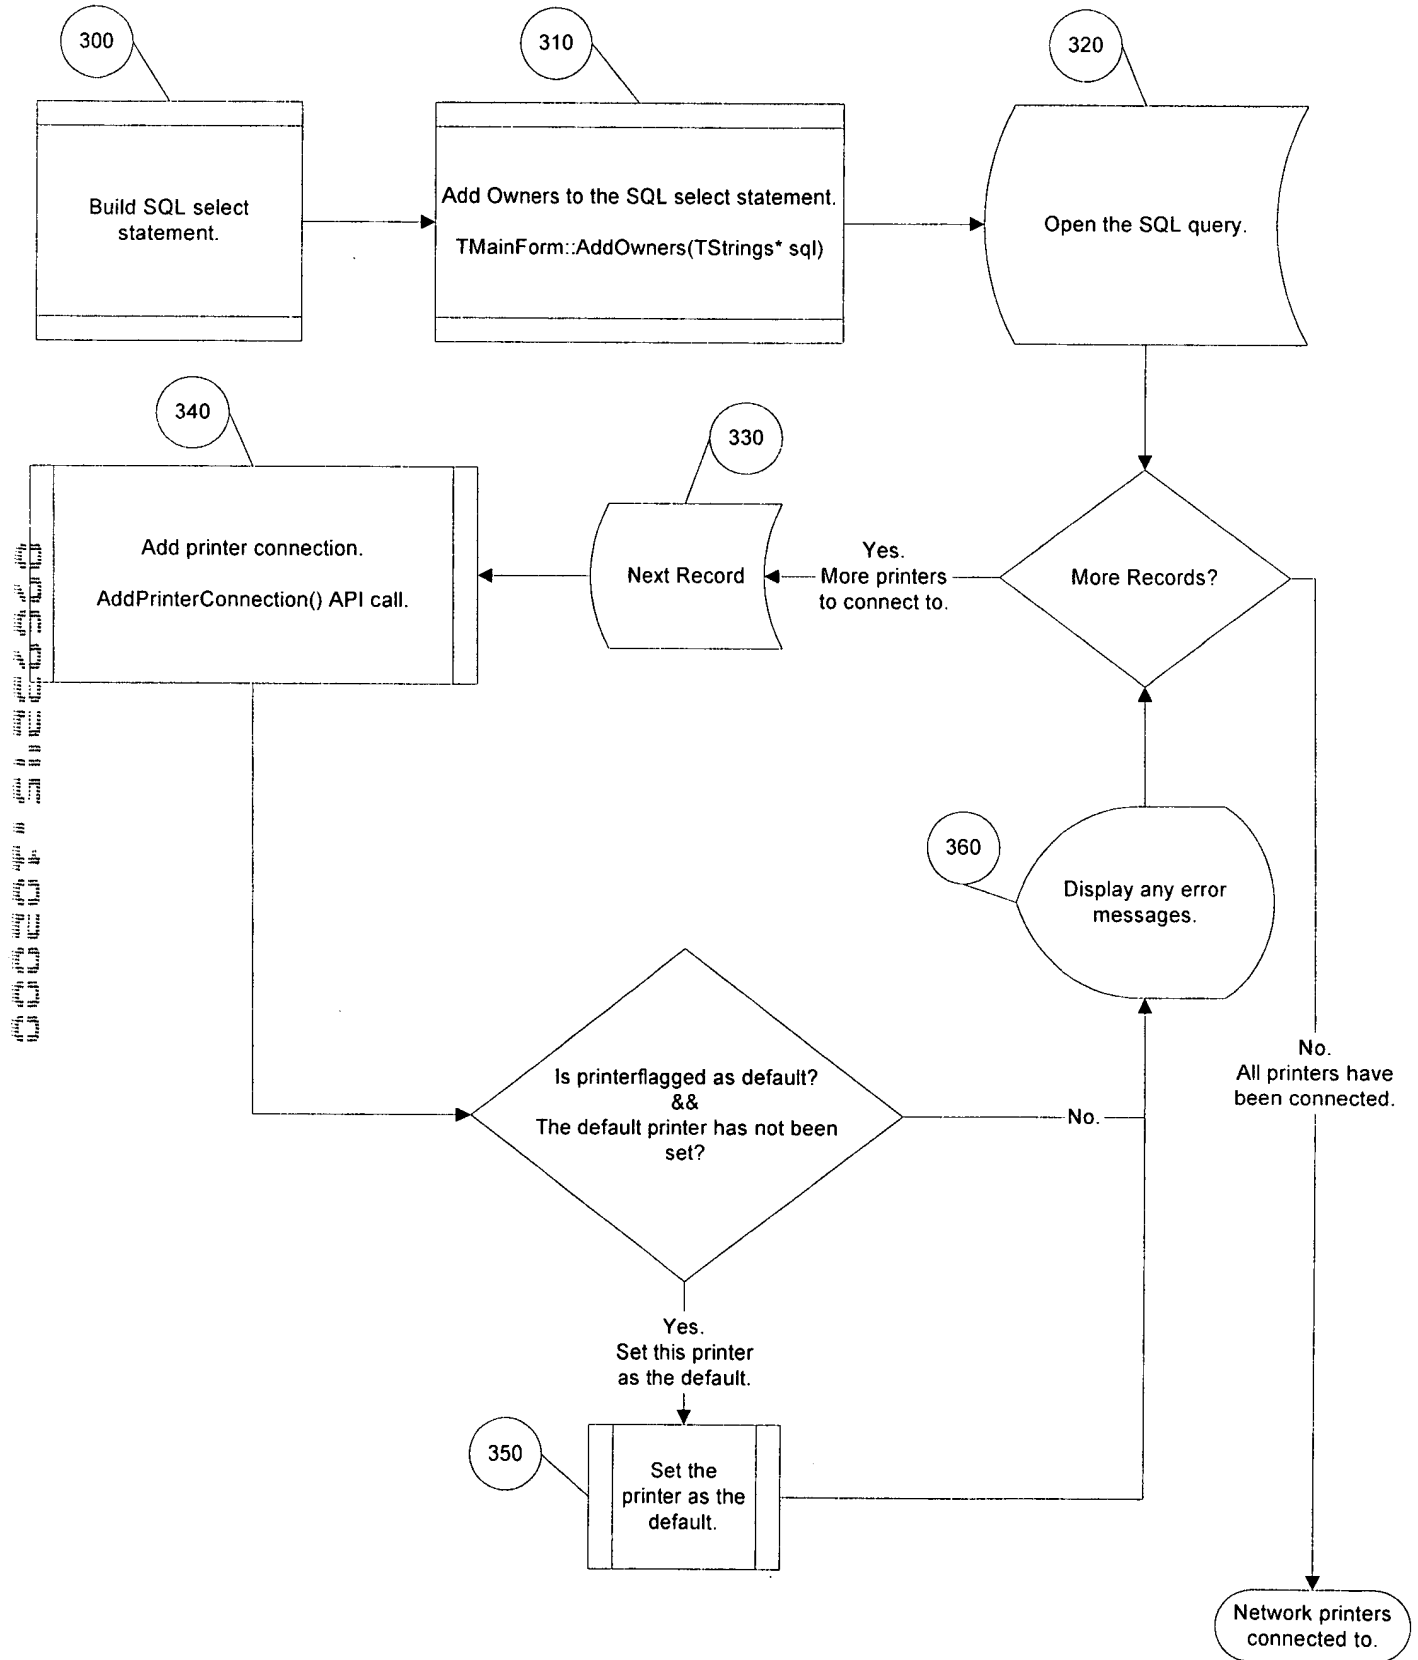 300
310
320
Build SQL select
statement.
Add Owners to the SQL select statement.
TMainForm::AddOwners(TStrings* sql)
Open the SQL query.
340
330
Add printer connection.
AddPrinterConnection() API call.
Next Record
Yes.
More printers
to connect to.
More Records?
360
Display any error
messages.
No.
All printers have
been connected.
Is printerflagged as default?
&&
The default printer has not been
set?
No.
Yes.
Set this printer
as the default.
350
Set the
printer as the
default.
Network printers
connected to.